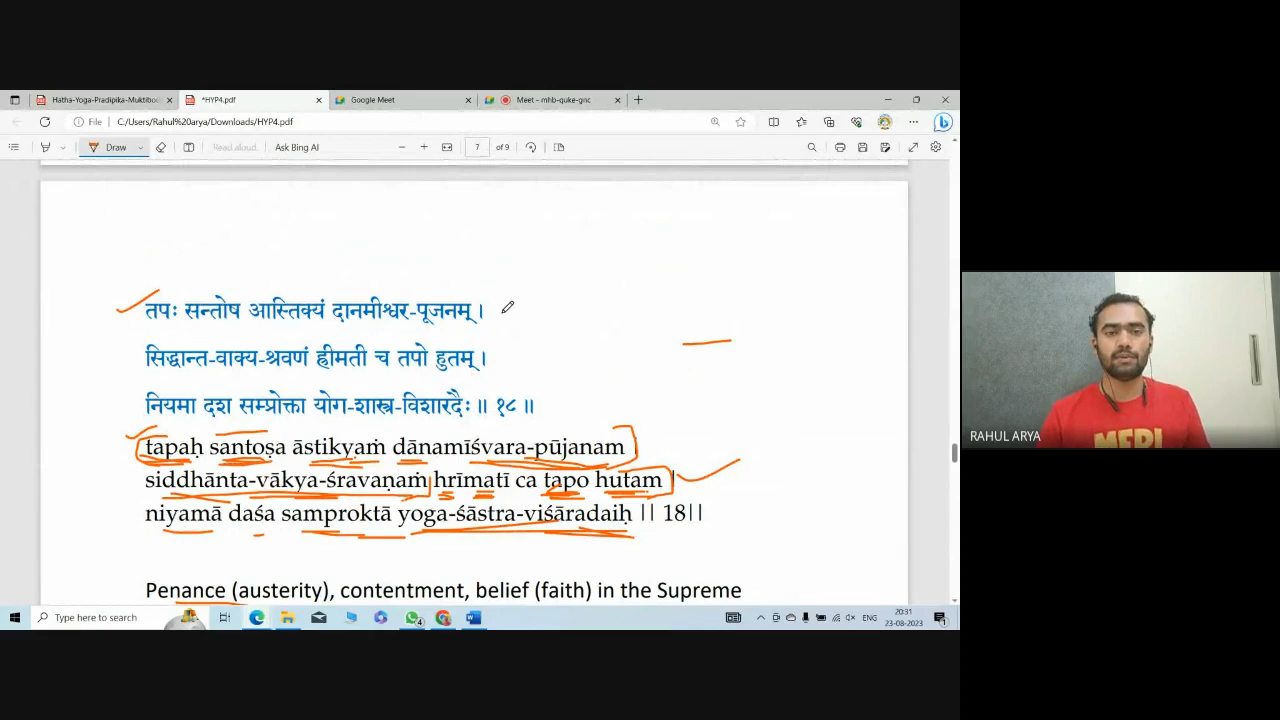 Hatha-Yoga-Pradipika-Muktibo
*HYP4.pdf
Google Meet
Meet – mhb-quke-gnc
File
C:/Users/Rahul%20arya/Downloads/HYP4.pdf
Draw
Read aloud
Ask Bing AI
7
of 9
तपः सन्तोष आस्तिक्यं दानमीश्वर-पूजनम् ।
सिद्धान्त-वाक्य-श्रवणं ह्रीमती च तपो हुतम् ।
नियमा दश सम्प्रोक्ता योग-शास्त्र-विशारदैः ॥ १८ ॥
tapaḥ santoṣa āstikyaṁ dānamīśvara-pūjanam
siddhānta-vākya-śravaṇaṁ hrīmatī ca tapo hutam |
niyamā daśa samproktā yoga-śāstra-viśāradaiḥ || 18||
Penance (austerity), contentment, belief (faith) in the Supreme
RAHUL ARYA
MERI
Type here to search
4
ENG
20:31
23-08-2023
1